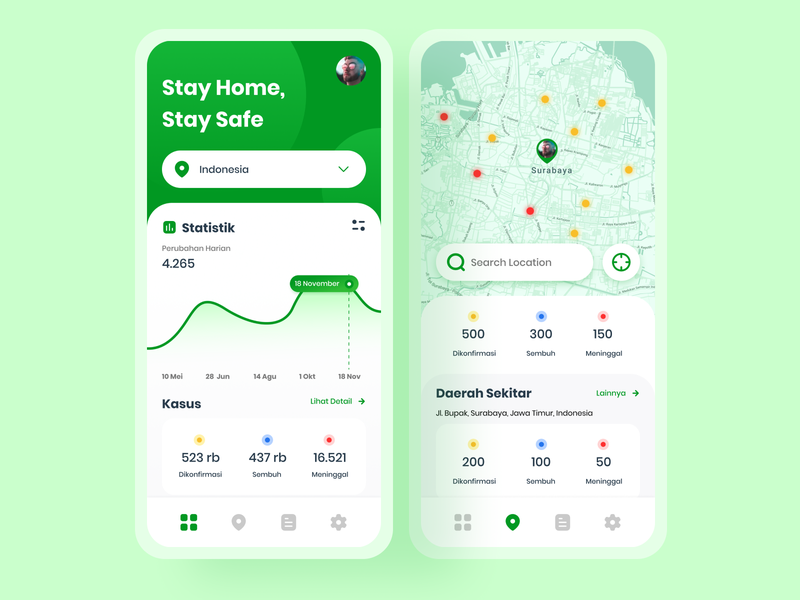 Stay Home,
Stay Safe
Indonesia
Statistik
Perubahan Harian
4.265
18 November
10 Mei
28 Jun
14 Agu
1 Okt
18 Nov
Kasus
Lihat Detail
523 rb
437 rb
16.521
Dikonfirmasi
Sembuh
Meninggal
Surabaya
Search Location
500
300
150
Dikonfirmasi
Sembuh
Meninggal
Daerah Sekitar
Lainnya
Jl. Bupak, Surabaya, Jawa Timur, Indonesia
200
100
50
Dikonfirmasi
Sembuh
Meninggal